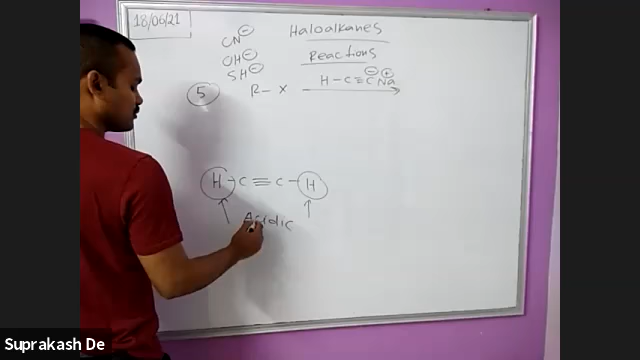 18/06/21
Haloalkanes
Reactions
CN⊖
OH⊖
SH⊖
5
R-X
H-C≡C⊖Na⊕
H-C≡C-H
Acidic
Suprakash De